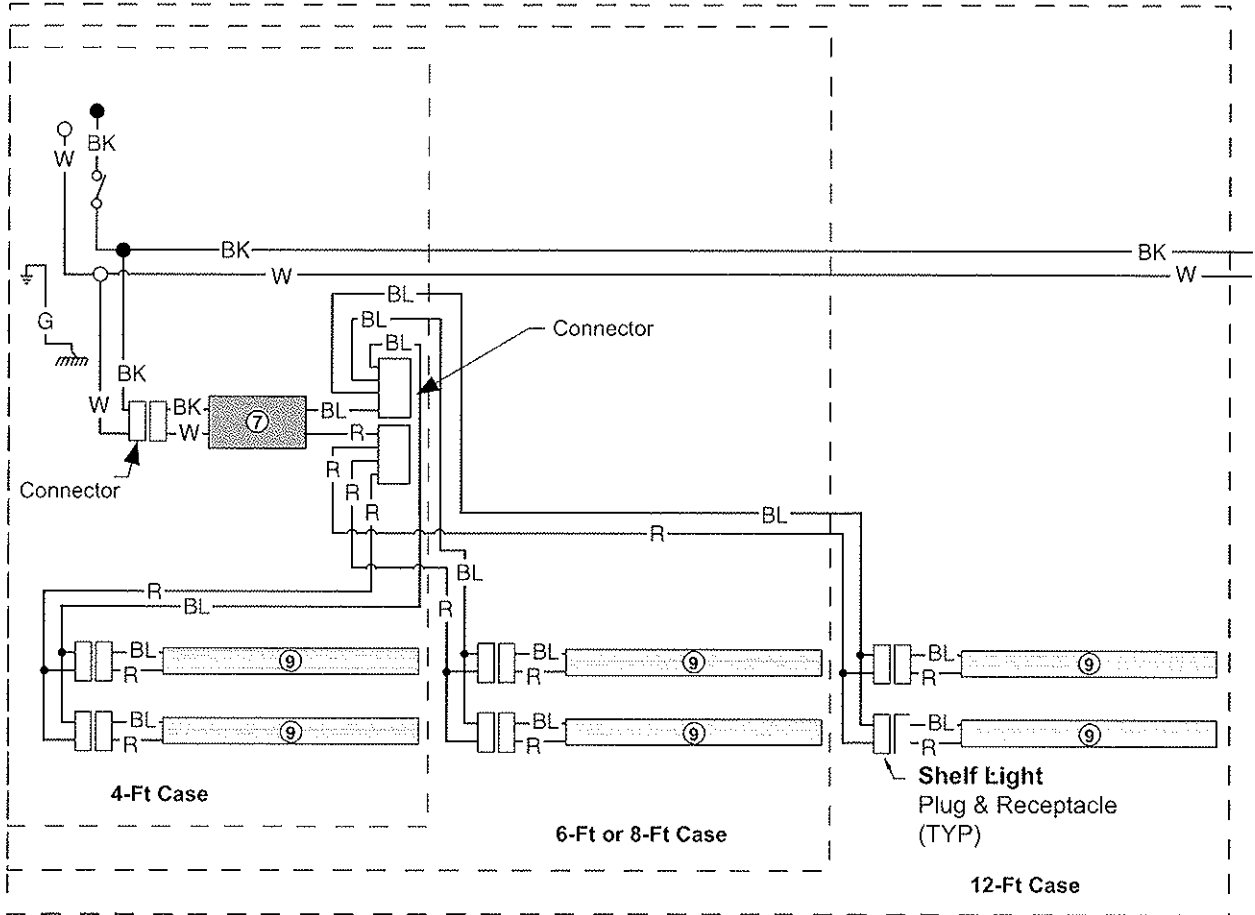 BK
W
BK
BK
W
W
BL
BL
Connector
BL
G
BK
W
BK
7
BL
W
R
R
Connector
R
R
BL
R
BL
R
BL
R
BL
9
BL
9
BL
9
R
R
R
BL
9
BL
9
BL
9
R
R
R
Shelf Light
4-Ft Case
Plug & Receptacle
6-Ft or 8-Ft Case
(TYP)
12-Ft Case